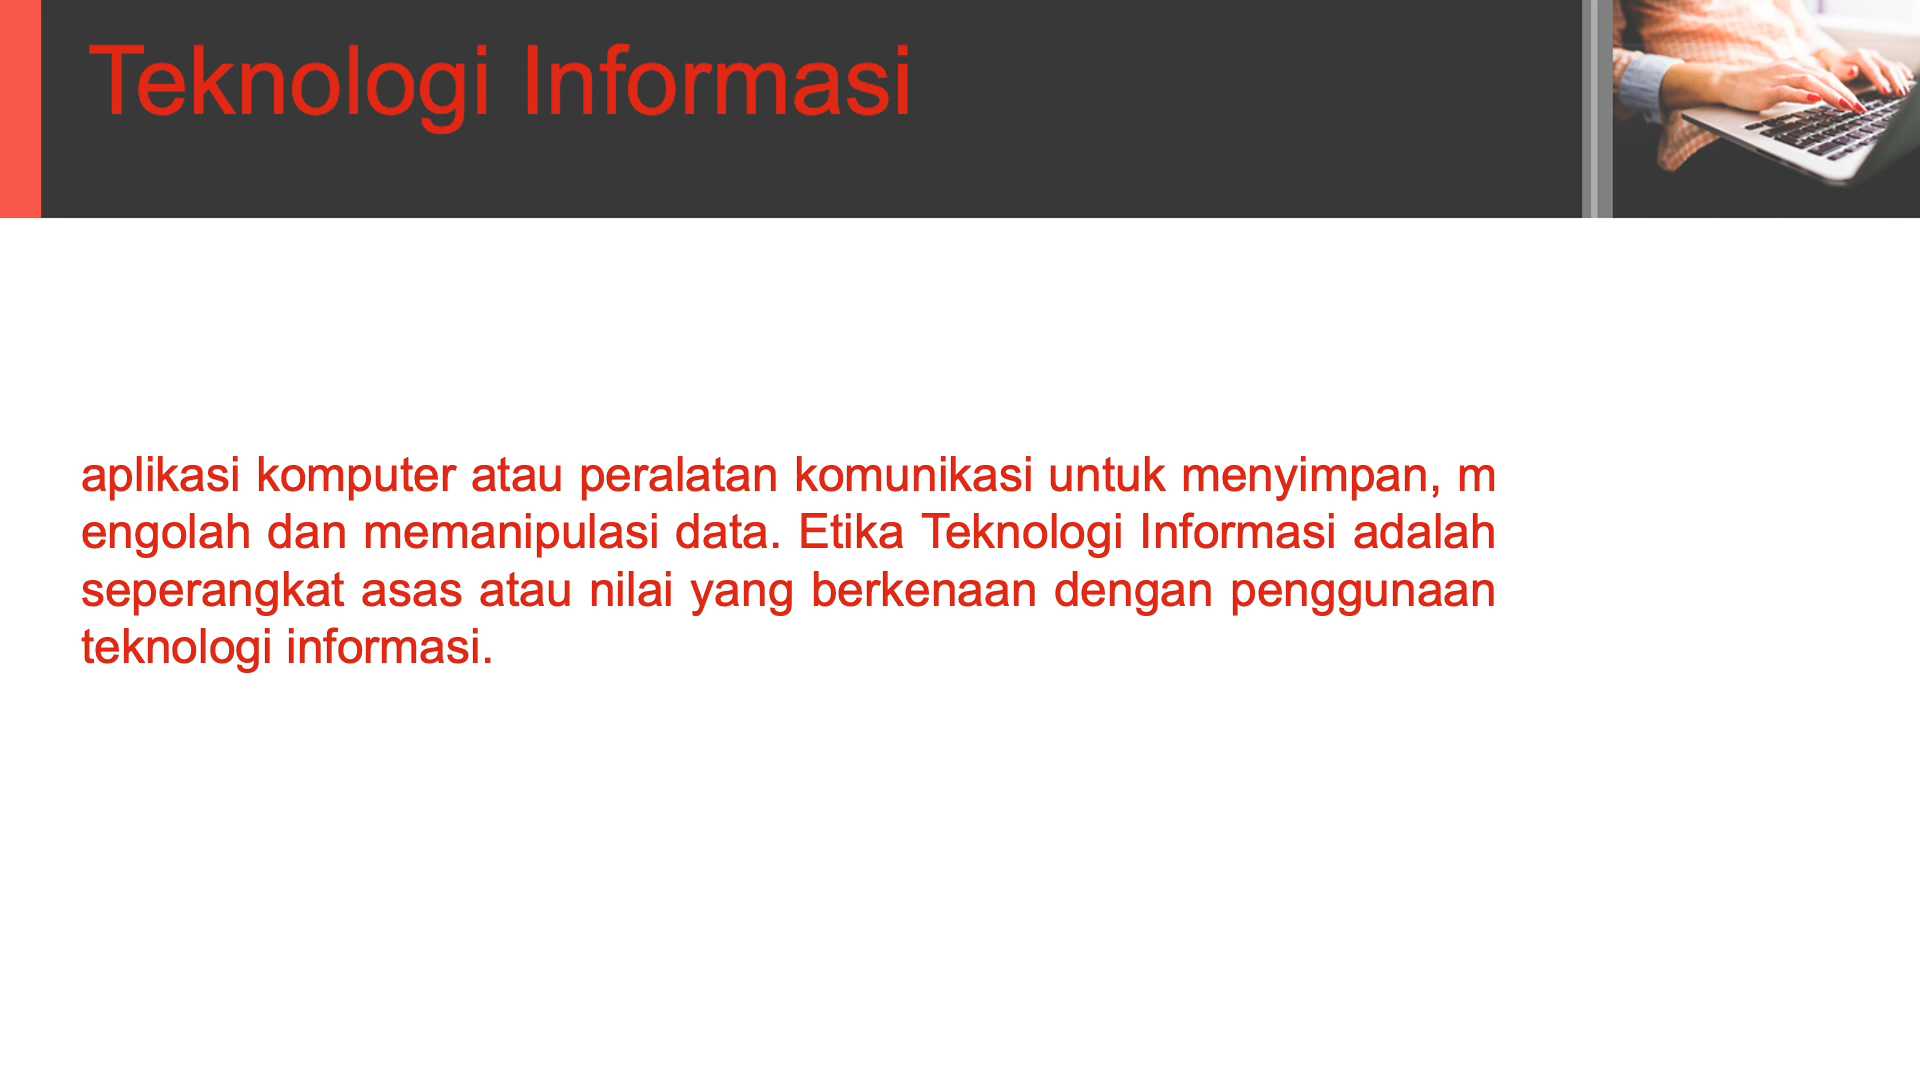 Teknologi Informasi
aplikasi komputer atau peralatan komunikasi untuk menyimpan, m
engolah dan memanipulasi data. Etika Teknologi Informasi adalah
seperangkat asas atau nilai yang berkenaan dengan penggunaan
teknologi informasi.